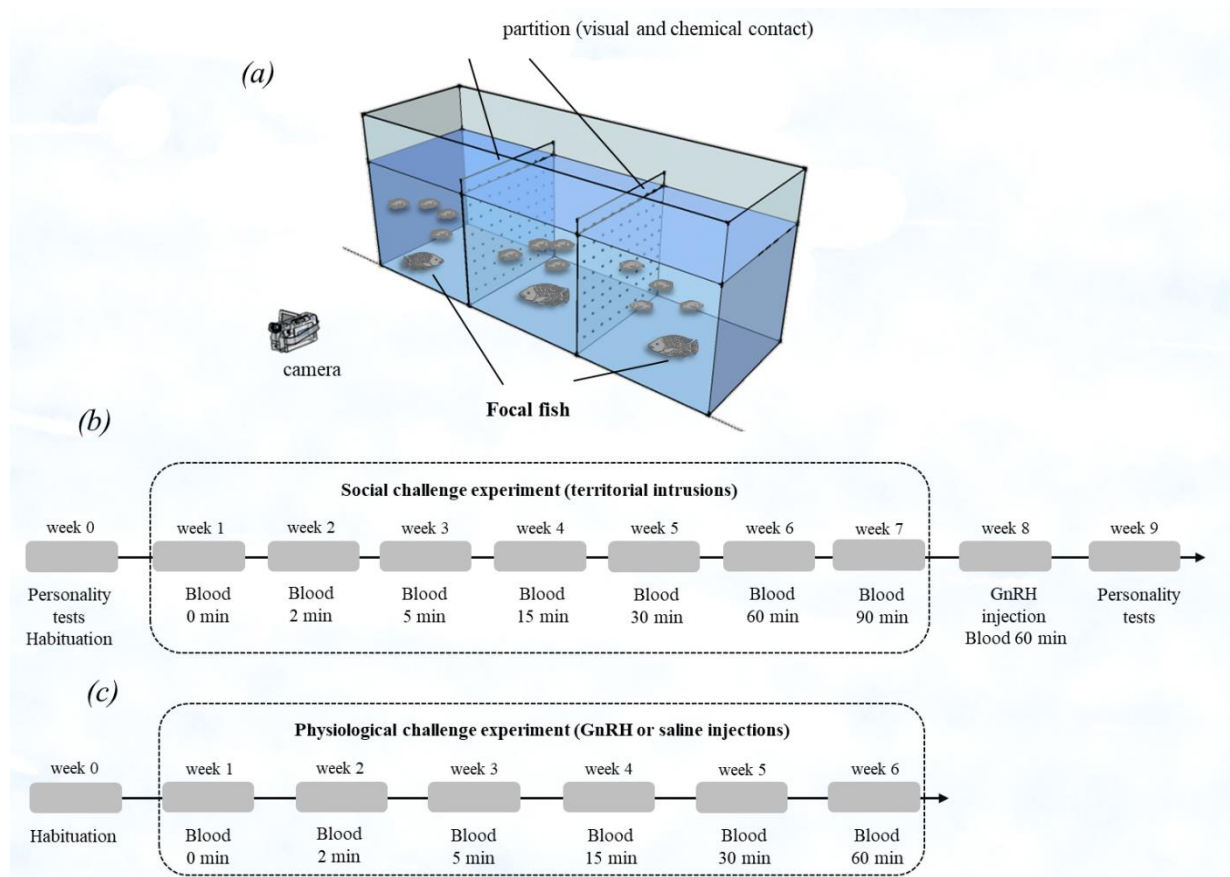 partition (visual and chemical contact)
(a)
camera
Focal fish
(b)
Social challenge experiment (territorial intrusions)
week 0 week 1 week 2 week 3 week 4 week 5 week 6 week 7 week 8 week 9
Personality Blood Blood Blood Blood Blood Blood Blood GnRH Personality
tests 0 min 2 min 5 min 15 min 30 min 60 min 90 min injection tests
Habituation Blood 60 min
(c)
Physiological challenge experiment (GnRH or saline injections)
week 0 week 1 week 2 week 3 week 4 week 5 week 6
Habituation Blood Blood Blood Blood Blood Blood
0 min 2 min 5 min 15 min 30 min 60 min